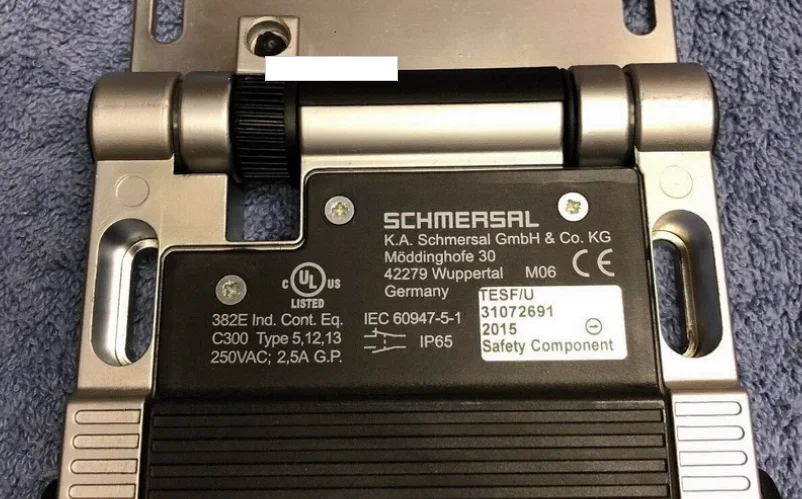 SCHMERSAL
K.A. Schmersal GmbH & Co. KG
Möddinghofe 30
42279 Wuppertal M06 CE
Germany
C UL US
LISTED
382E Ind. Cont. Eq.
C300 Type 5,12,13
250VAC; 2,5A G.P.
IEC 60947-5-1
IP65
TESF/U
31072691
2015
Safety Component